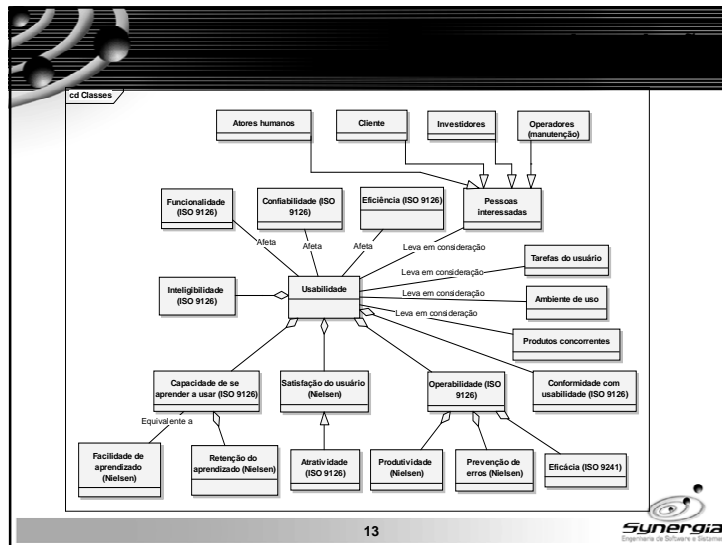 cd Classes
Atores humanos
Cliente
Investidores
Operadores
(manutenção)
Funcionalidade
(ISO 9126)
Confiabilidade (ISO
9126)
Eficiência (ISO 9126)
Pessoas
interessadas
Afeta
Afeta
Afeta
Leva em consideração
Tarefas do usuário
Leva em consideração
Inteligibilidade
(ISO 9126)
Usabilidade
Leva em consideração
Ambiente de uso
Leva em consideração
Produtos concorrentes
Capacidade de se
aprender a usar (ISO 9126)
Satisfação do usuário
(Nielsen)
Operabilidade (ISO
9126)
Conformidade com
usabilidade (ISO 9126)
Equivalente a
Facilidade de
aprendizado
(Nielsen)
Retenção do
aprendizado (Nielsen)
Atratividade
(ISO 9126)
Produtividade
(Nielsen)
Prevenção de
erros (Nielsen)
Eficácia (ISO 9241)
13
Synergia
Engenharia de Software e Sistemas